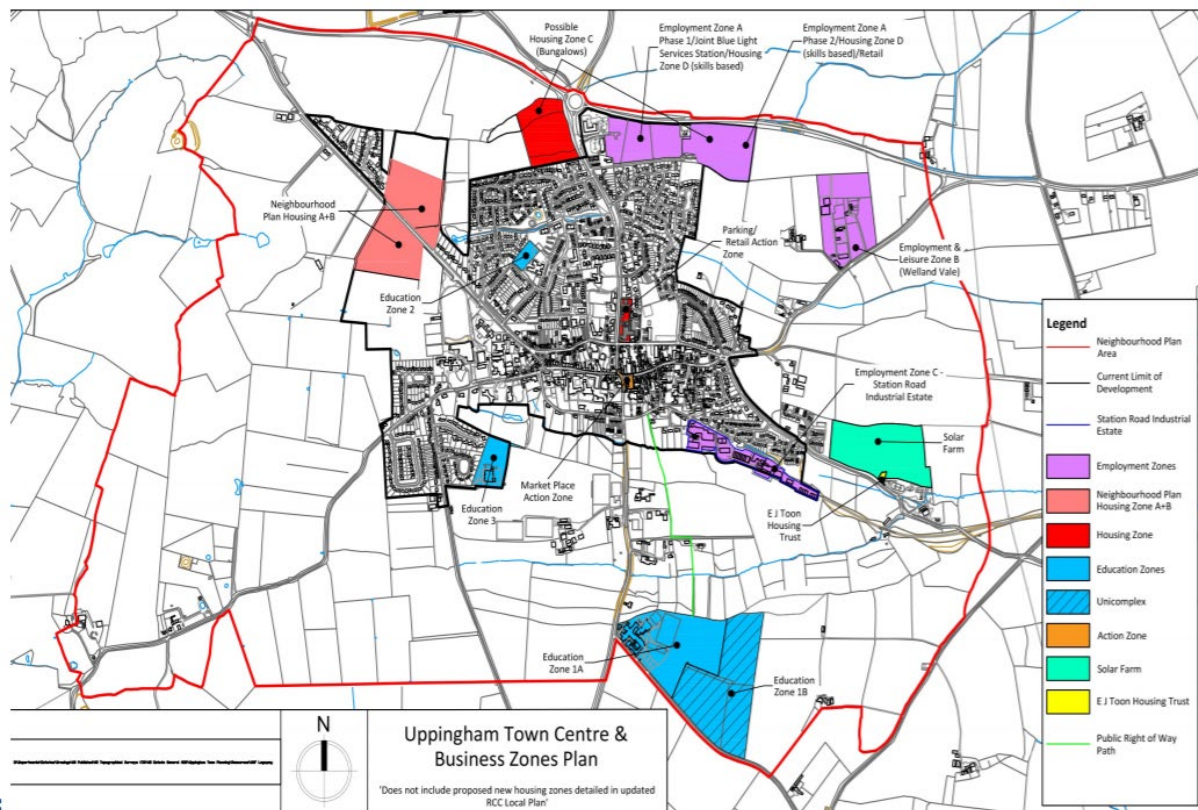 Possible
Housing Zone C
(Bungalows)
Employment Zone A
Phase 1/Joint Blue Light
Services Station/Housing
Zone D (skills based)
Employment Zone A
Phase 2/Housing Zone D
(skills based)/Retail
Neighbourhood
Plan Housing A+B
Parking/
Retail Action
Zone
Employment &
Leisure Zone B
(Welland Vale)
Education
Zone 2
Employment Zone C -
Station Road
Industrial Estate
Solar
Farm
Market Place
Action Zone
Education
Zone 3
E J Toon
Housing
Trust
Education
Zone 1A
Education
Zone 1B
Legend
Neighbourhood Plan
Area
Current Limit of
Development
Station Road Industrial
Estate
Employment Zones
Neighbourhood Plan
Housing Zone A+B
Housing Zone
Education Zones
Unicomplex
Action Zone
Solar Farm
E J Toon Housing Trust
Public Right of Way
Path
N
Uppingham Town Centre &
Business Zones Plan
'Does not include proposed new housing zones detailed in updated
RCC Local Plan'